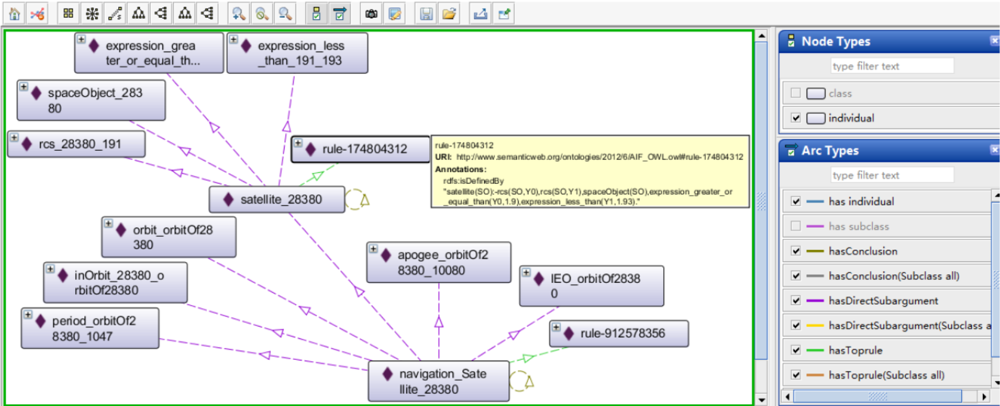 expression_grea
ter_or_equal_th...
expression_less
_than_191_193
spaceObject_283
80
rcs_28380_191
rule-174804312
rule-174804312
URI: http://www.semanticweb.org/ontologies/2012/6/AIF_OWL.owl#rule-174804312
Annotations:
rdfs:isDefinedBy
"satellite(SO):-rcs(SO,Y0),rcs(SO,Y1),spaceObject(SO),expression_greater_or
_equal_than(Y0,1.9),expression_less_than(Y1,1.93)."
satellite_28380
orbit_orbitOf28
380
apogee_orbitOf2
8380_10080
inOrbit_28380_o
rbitOf28380
lEO_orbitOf2838
0
period_orbitOf2
8380_1047
rule-912578356
navigation_Sate
llite_28380
Node Types
type filter text
class
individual
Arc Types
type filter text
has individual
has subclass
hasConclusion
hasConclusion(Subclass all)
hasDirectSubargument
hasDirectSubargument(Subclass a
hasToprule
hasToprule(Subclass all)